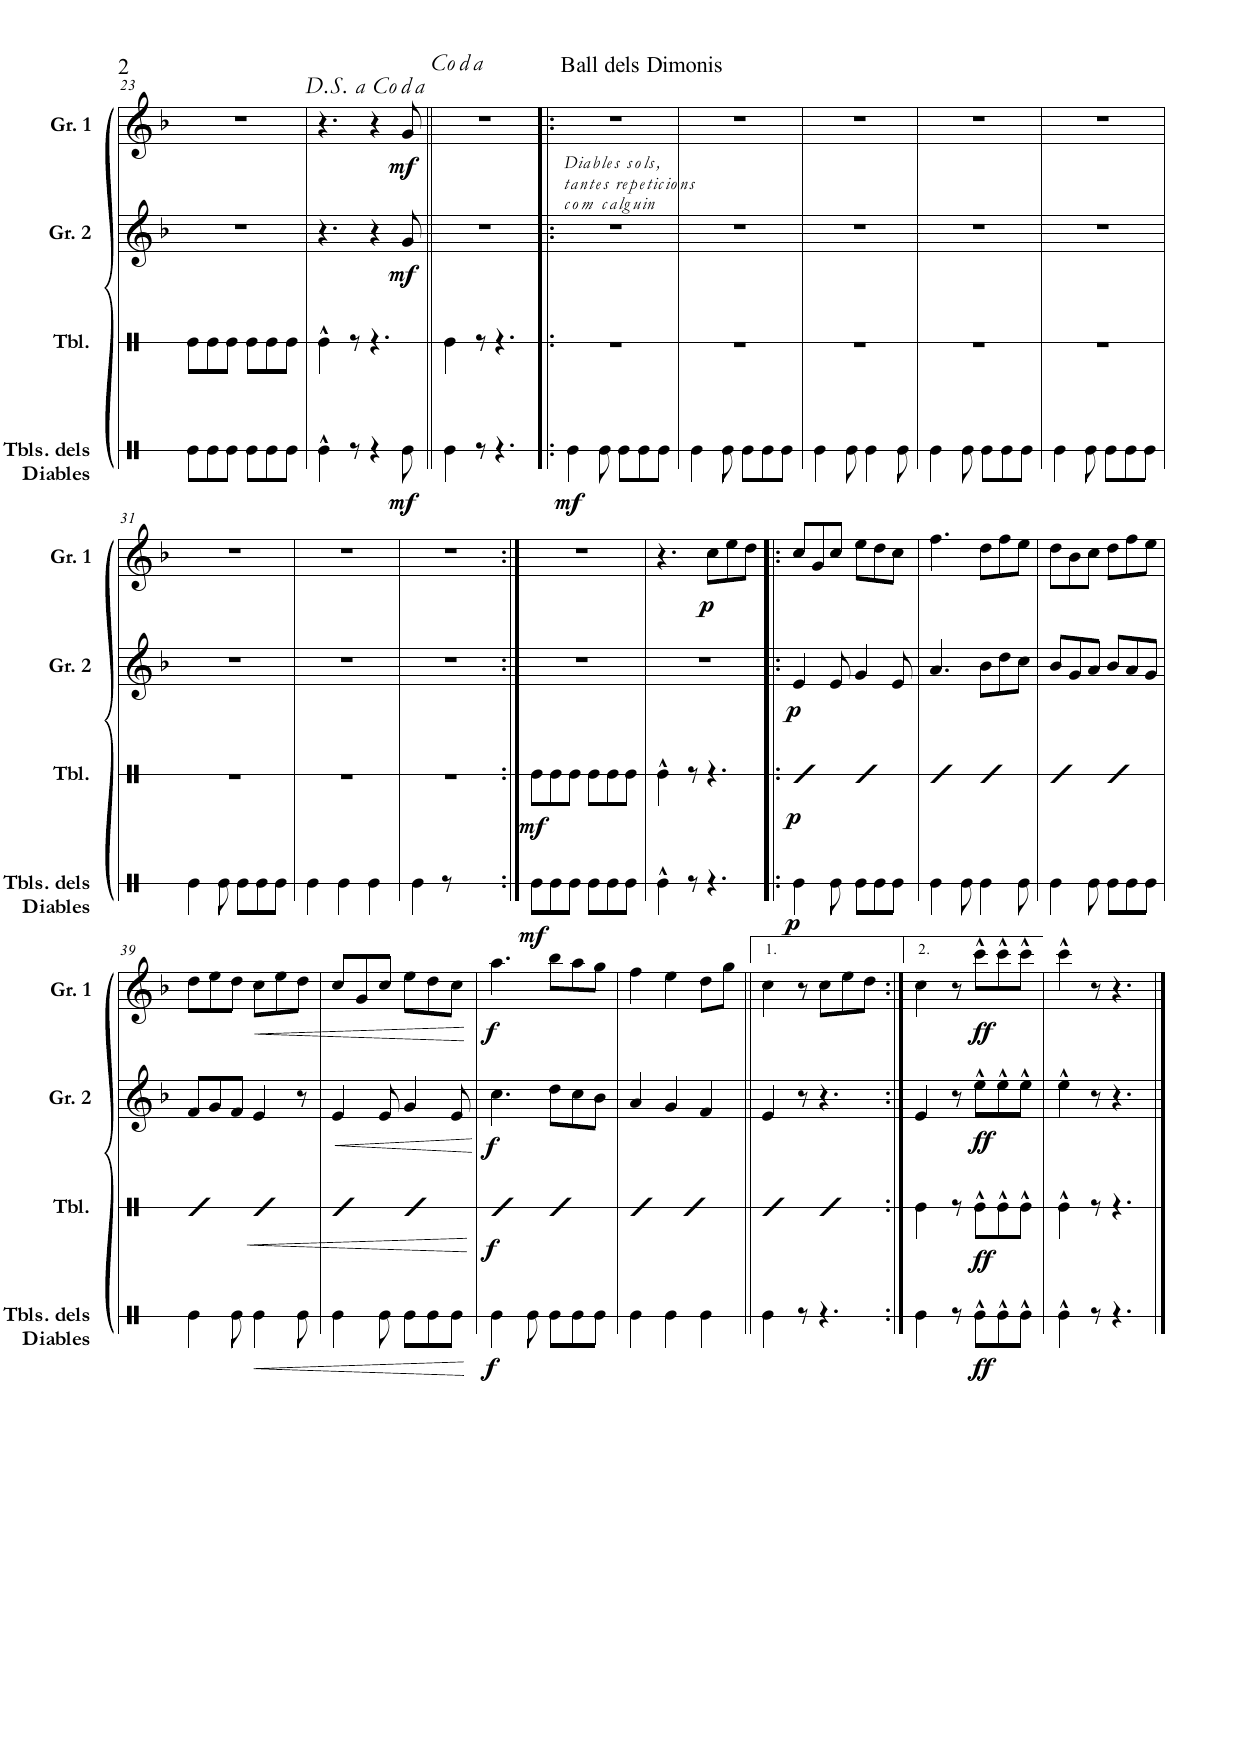 2
Ball dels Dimonis
Coda
D.S. a Coda
23
Gr. 1
mf
Diables sols,
tantes repeticions
com calguin
Gr. 2
mf
Tbl.
Tbls. dels
Diables
mf
mf
31
Gr. 1
p
Gr. 2
p
Tbl.
mf
p
Tbls. dels
Diables
mf
p
39
1.
2.
Gr. 1
f
ff
Gr. 2
f
ff
Tbl.
f
ff
Tbls. dels
Diables
f
ff